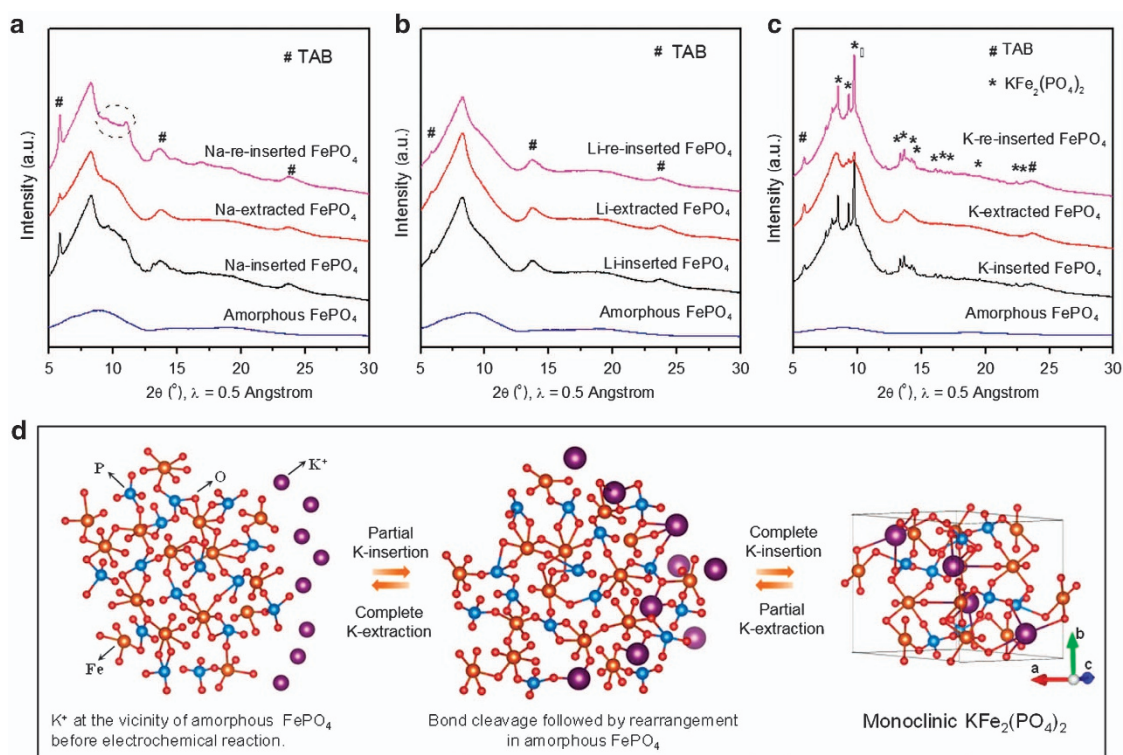 a
# TAB
#
#
#
Na-re-inserted FePO4
Na-extracted FePO4
Na-inserted FePO4
Amorphous FePO4
Intensity (a.u.)
5 10 15 20 25 30
2θ (°), λ = 0.5 Angstrom
b
# TAB
#
#
#
Li-re-inserted FePO4
Li-extracted FePO4
Li-inserted FePO4
Amorphous FePO4
Intensity (a.u.)
5 10 15 20 25 30
2θ (°), λ = 0.5 Angstrom
c
# TAB
* KFe2(PO4)2
*
* *
#
* * *
* * * * * * #
K-re-inserted FePO4
K-extracted FePO4
K-inserted FePO4
Amorphous FePO4
Intensity (a.u.)
5 10 15 20 25 30
2θ (°), λ = 0.5 Angstrom
d
P
O
K+
Fe
K+ at the vicinity of amorphous FePO4
before electrochemical reaction.
Partial
K-insertion
Complete
K-extraction
Bond cleavage followed by rearrangement
in amorphous FePO4
Complete
K-insertion
Partial
K-extraction
b
a
c
Monoclinic KFe2(PO4)2